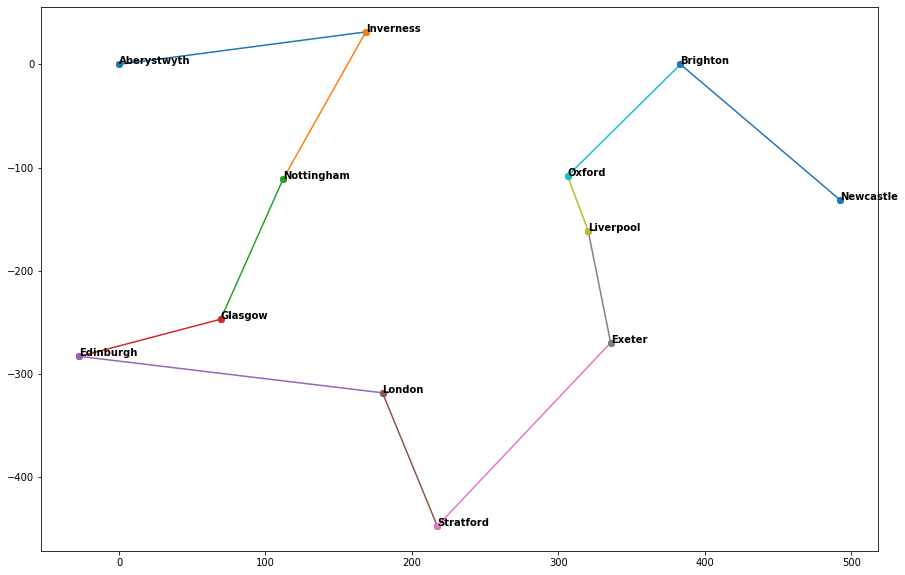 Inverness
Aberystwyth
Brighton
0
Nottingham
Oxford
−100
Newcastle
Liverpool
−200
Glasgow
Exeter
Edinburgh
−300
London
−400
Stratford
0 100 200 300 400 500